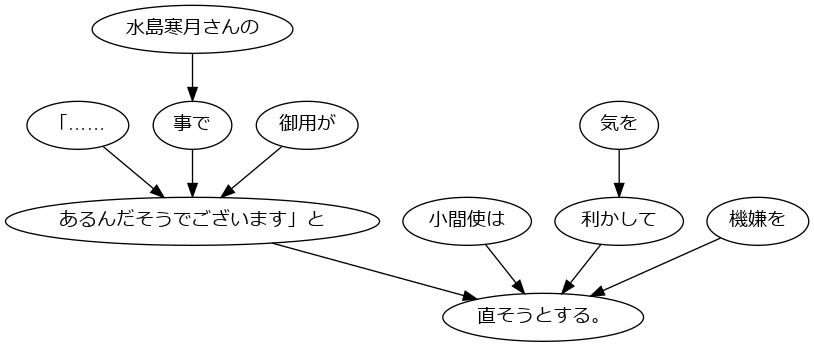 水島寒月さんの
「……
事で
御用が
気を
あるんだそうでございます」と
小間使は
利かして
機嫌を
直そうとする。